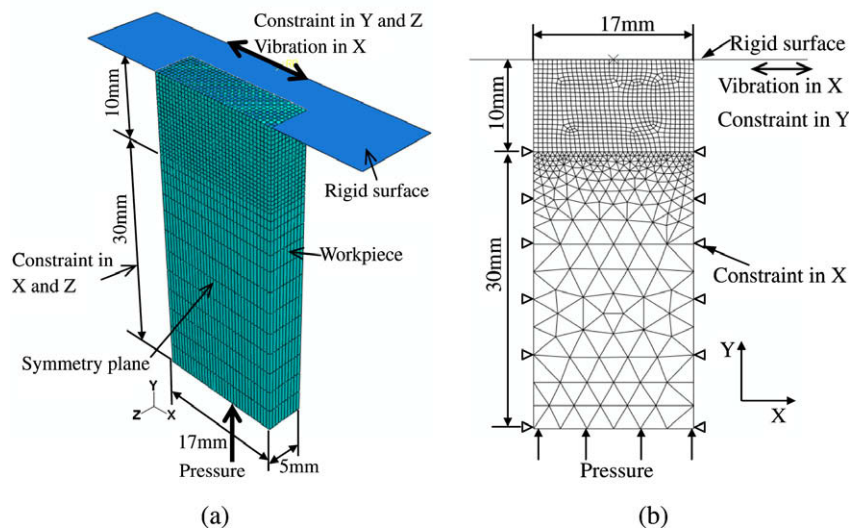 Constraint in Y and Z
Vibration in X
10mm
30mm
Rigid surface
Workpiece
Constraint in
X and Z
Symmetry plane
Y
Z
X
17mm
5mm
Pressure
(a)
17mm
Rigid surface
10mm
Vibration in X
Constraint in Y
30mm
Constraint in X
Y
X
Pressure
(b)